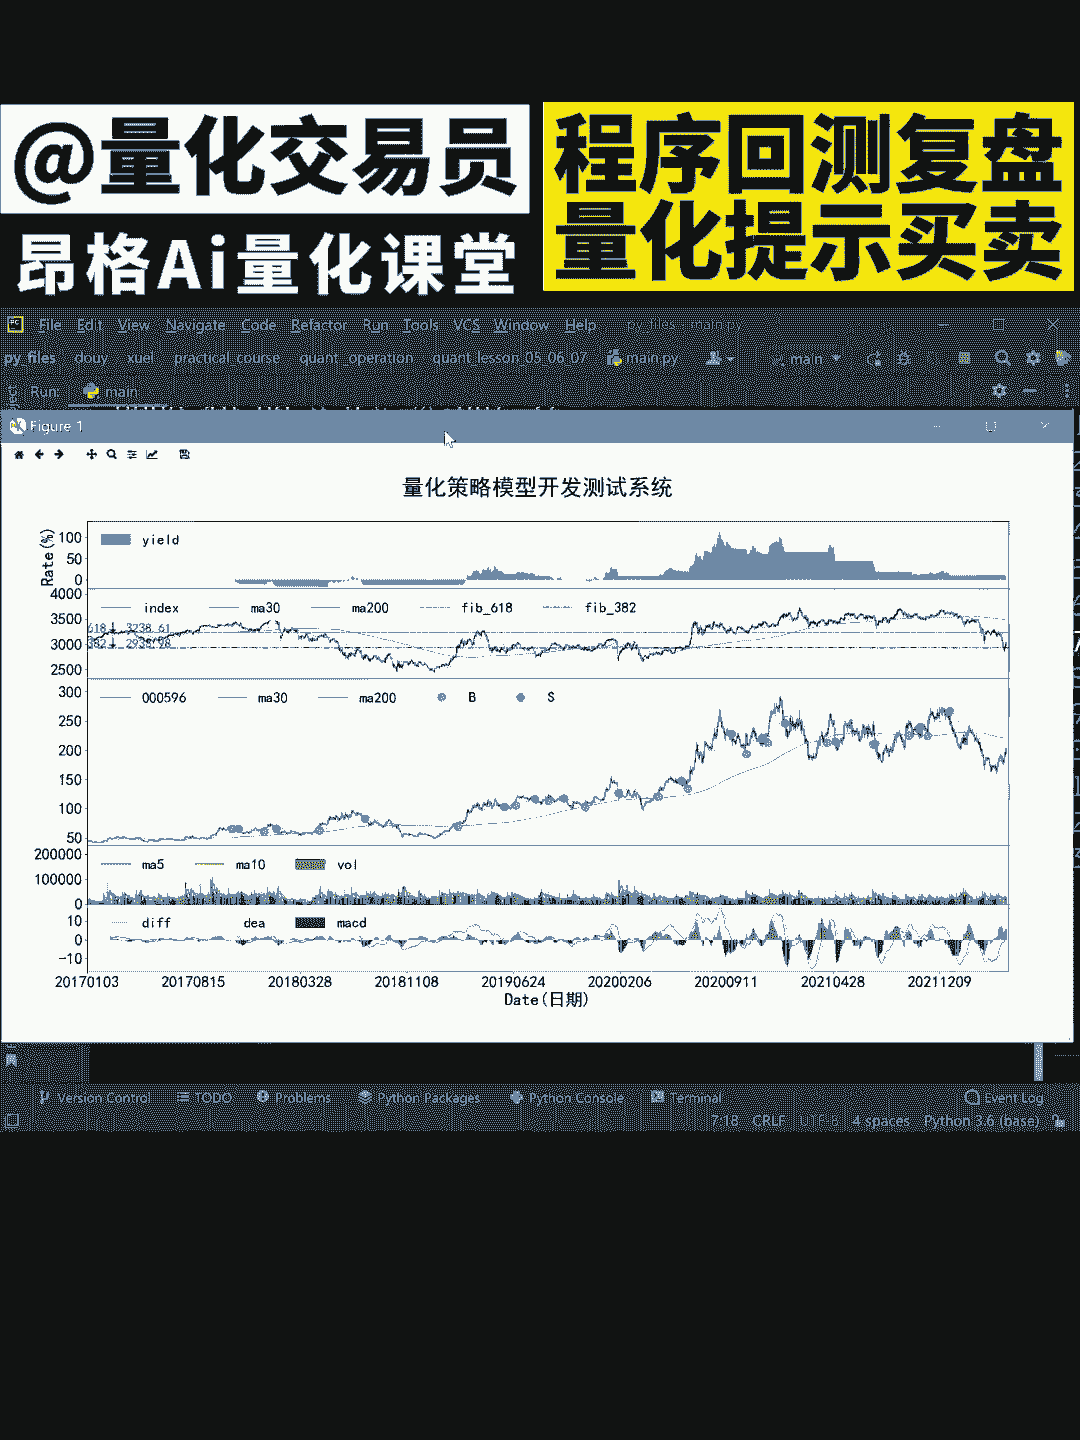 @量化交易员
昂格Ai量化课堂
程序回测复盘
量化提示买卖
File Edit View Navigate Code Refactor Run Tools VCS Window Help py_files - main.py
py_files douy xuel practical_course quant_operation quant_lesson_05_06_07 main.py main
Run: main
Figure 1
量化策略模型开发测试系统
Rate(%)
100
50
0
yield
4000
3500
3000
2500
index ma30 ma200 fib_618 fib_382
300
250
200
150
100
50
000596 ma30 ma200 B S
200000
100000
0
ma5 ma10 vol
10
0
-10
diff dea macd
20170103 20170815 20180328 20181108 20190624 20200206 20200911 20210428 20211209
Date(日期)
Version Control TODO Problems Python Packages Python Console Terminal Event Log
7:18 CRLF UTF-8 4 spaces Python 3.6 (base)